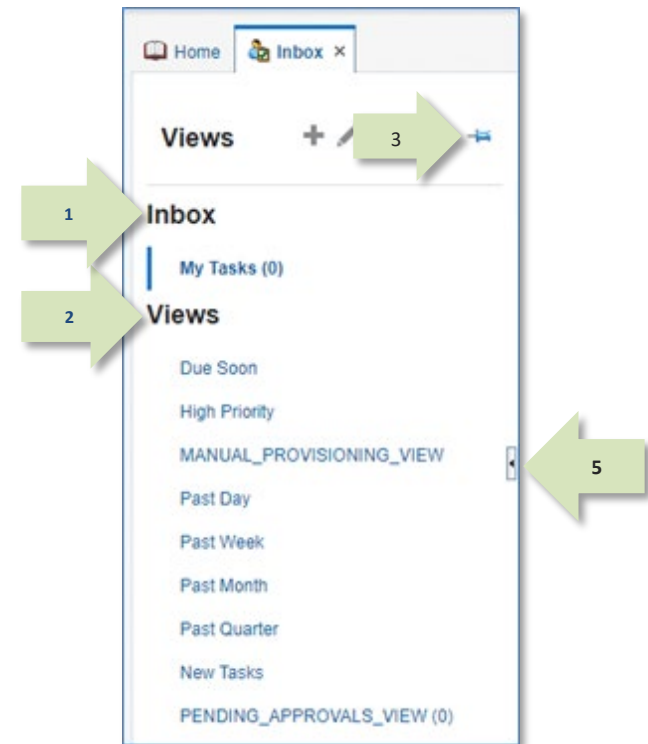 Home Inbox ×
Views 3
1 Inbox
My Tasks (0)
2 Views
Due Soon
High Priority
MANUAL_PROVISIONING_VIEW
5
Past Day
Past Week
Past Month
Past Quarter
New Tasks
PENDING_APPROVALS_VIEW (0)